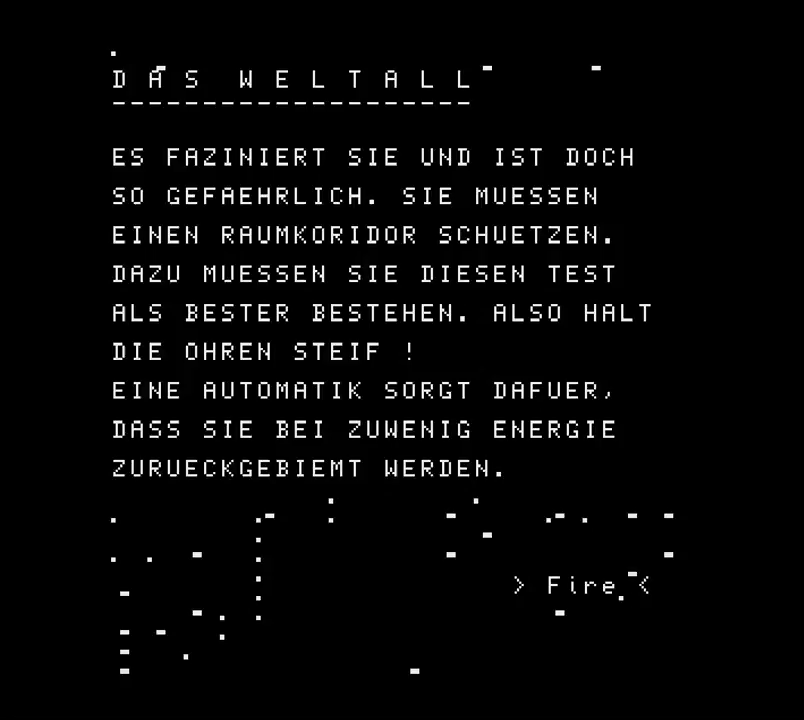 DAS WELTALL
--------------------
ES FAZINIERT SIE UND IST DOCH
SO GEFAEHRLICH. SIE MUESSEN
EINEN RAUMKORIDOR SCHUETZEN.
DAZU MUESSEN SIE DIESEN TEST
ALS BESTER BESTEHEN. ALSO HALT
DIE OHREN STEIF !
EINE AUTOMATIK SORGT DAFUER,
DASS SIE BEI ZUWENIG ENERGIE
ZURUECKGEBIEMT WERDEN.
> Fire <